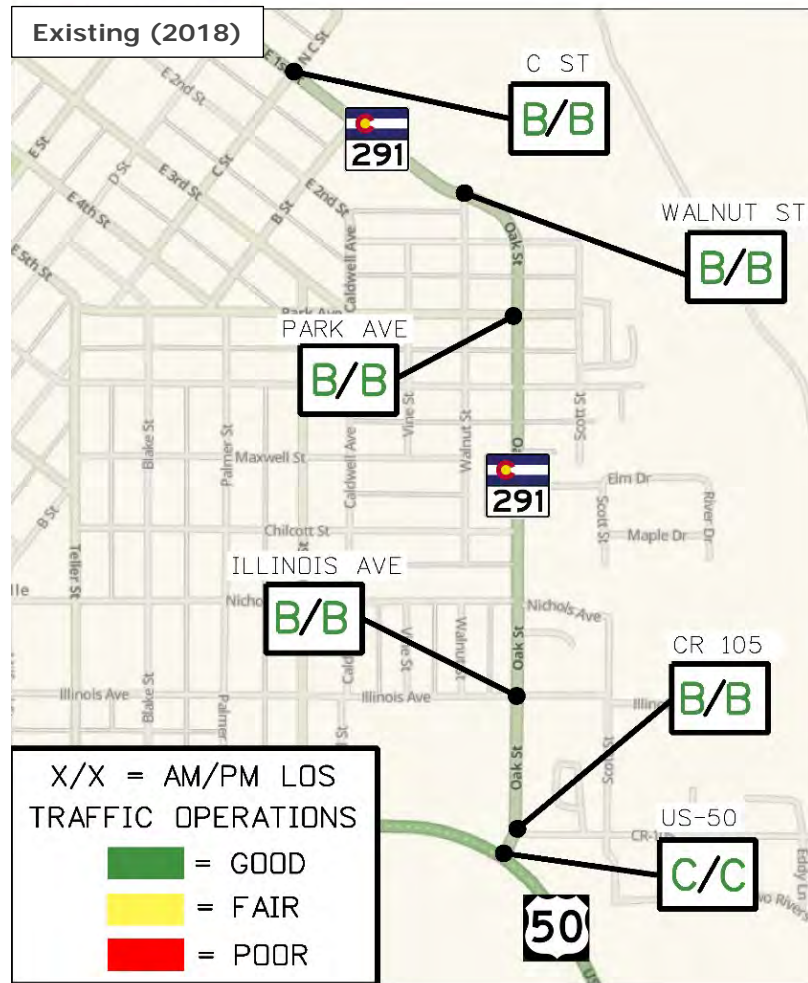 Existing (2018)
N C St
E 1st St
C ST
B/B
E 2nd St
291
E St
D St
C St
E 3rd St
B St
E 2nd St
WALNUT ST
B/B
E 4th St
Caldwell Ave
Oak St
E 5th St
Park Ave
PARK AVE
B/B
Vine St
Walnut St
Scott St
Blake St
Palmer St
Maxwell St
Caldwell Ave
291
Elm Dr
River Dr
B St
Chilcott St
Scott St
Maple Dr
Teller St
ILLINOIS AVE
B/B
Nichols Ave
Vine St
Walnut St
Oak St
CR 105
B/B
Illinois Ave
Blake St
Palmer
Illinois Ave
Scott St
Oak St
X/X = AM/PM LOS
TRAFFIC OPERATIONS
= GOOD
= FAIR
= POOR
US-50
C/C
Eddy Ln
50
US